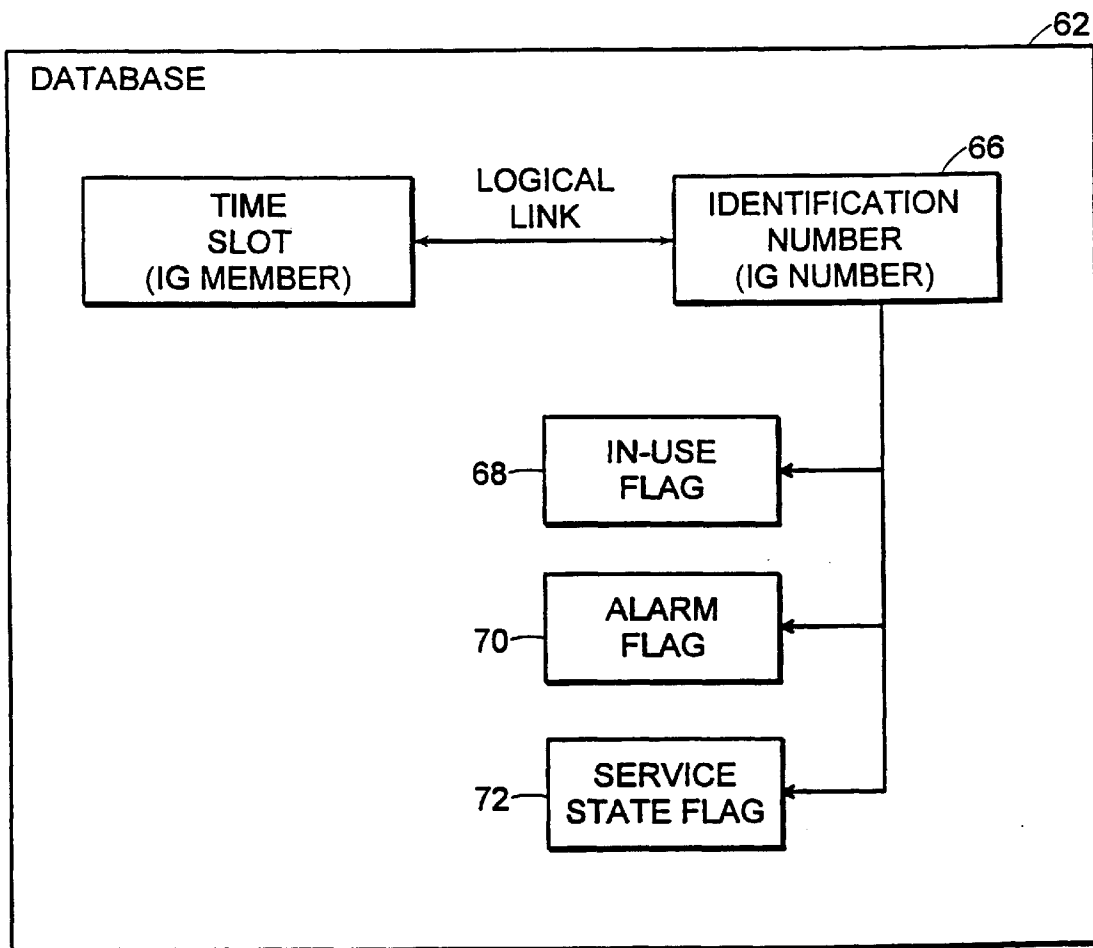 62
DATABASE
66
TIME
SLOT
(IG MEMBER)
LOGICAL
LINK
IDENTIFICATION
NUMBER
(IG NUMBER)
68
IN-USE
FLAG
70
ALARM
FLAG
72
SERVICE
STATE FLAG